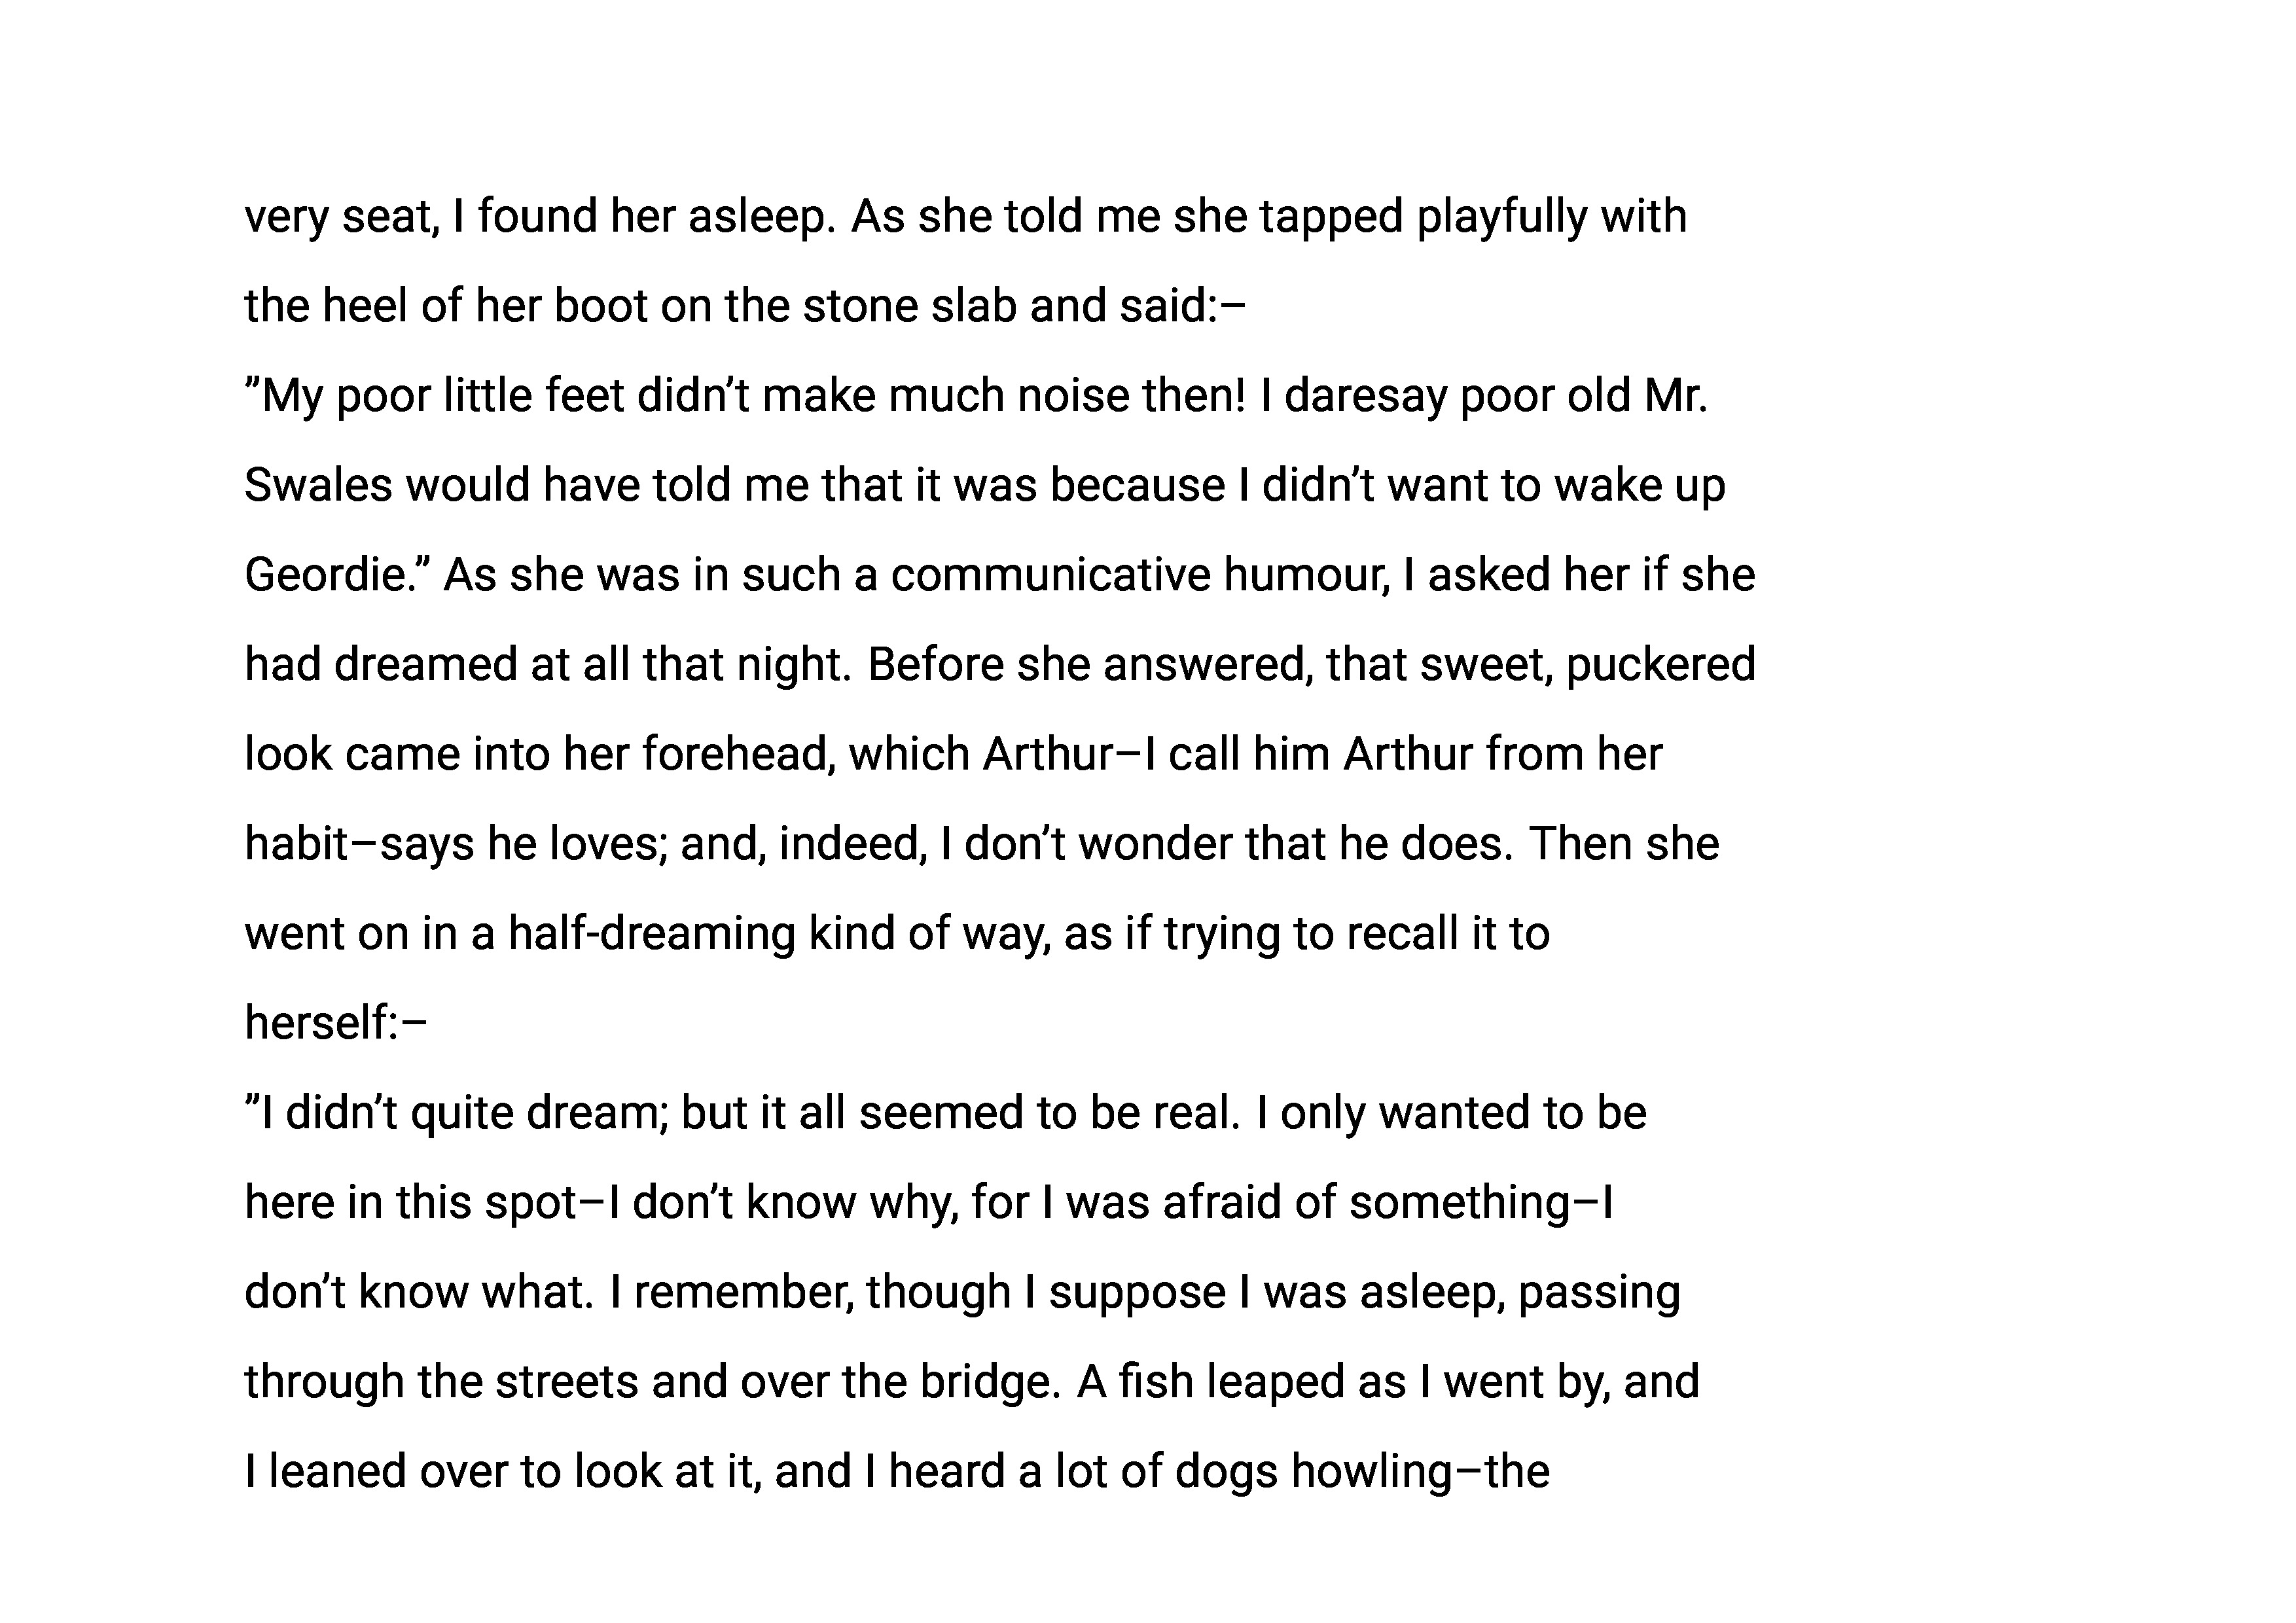 very seat, I found her asleep. As she told me she tapped playfully with
the heel of her boot on the stone slab and said:–
”My poor little feet didn’t make much noise then! I daresay poor old Mr.
Swales would have told me that it was because I didn’t want to wake up
Geordie.” As she was in such a communicative humour, I asked her if she
had dreamed at all that night. Before she answered, that sweet, puckered
look came into her forehead, which Arthur–I call him Arthur from her
habit–says he loves; and, indeed, I don’t wonder that he does. Then she
went on in a half-dreaming kind of way, as if trying to recall it to
herself:–
”I didn’t quite dream; but it all seemed to be real. I only wanted to be
here in this spot–I don’t know why, for I was afraid of something–I
don’t know what. I remember, though I suppose I was asleep, passing
through the streets and over the bridge. A fish leaped as I went by, and
I leaned over to look at it, and I heard a lot of dogs howling–the